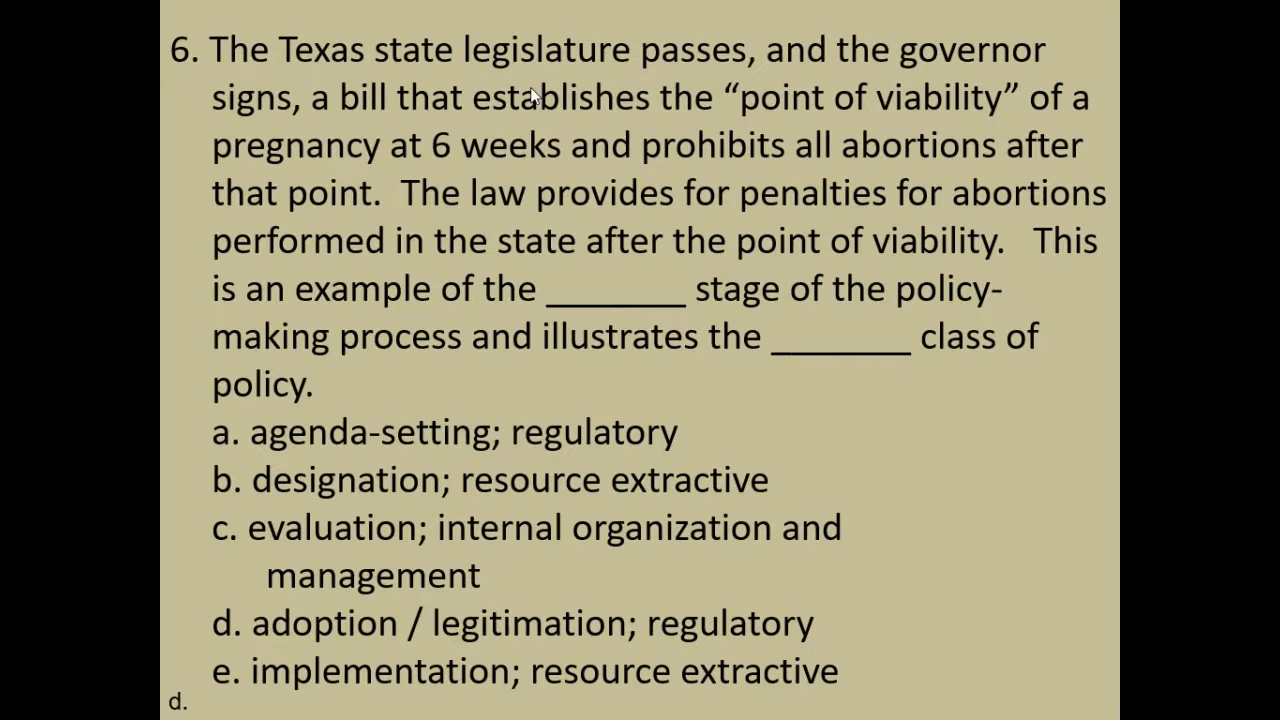 6. The Texas state legislature passes, and the governor
signs, a bill that establishes the “point of viability” of a
pregnancy at 6 weeks and prohibits all abortions after
that point.  The law provides for penalties for abortions
performed in the state after the point of viability.   This
is an example of the _______ stage of the policy-
making process and illustrates the _______ class of
policy.
a. agenda-setting; regulatory
b. designation; resource extractive
c. evaluation; internal organization and
management
d. adoption / legitimation; regulatory
e. implementation; resource extractive
d.